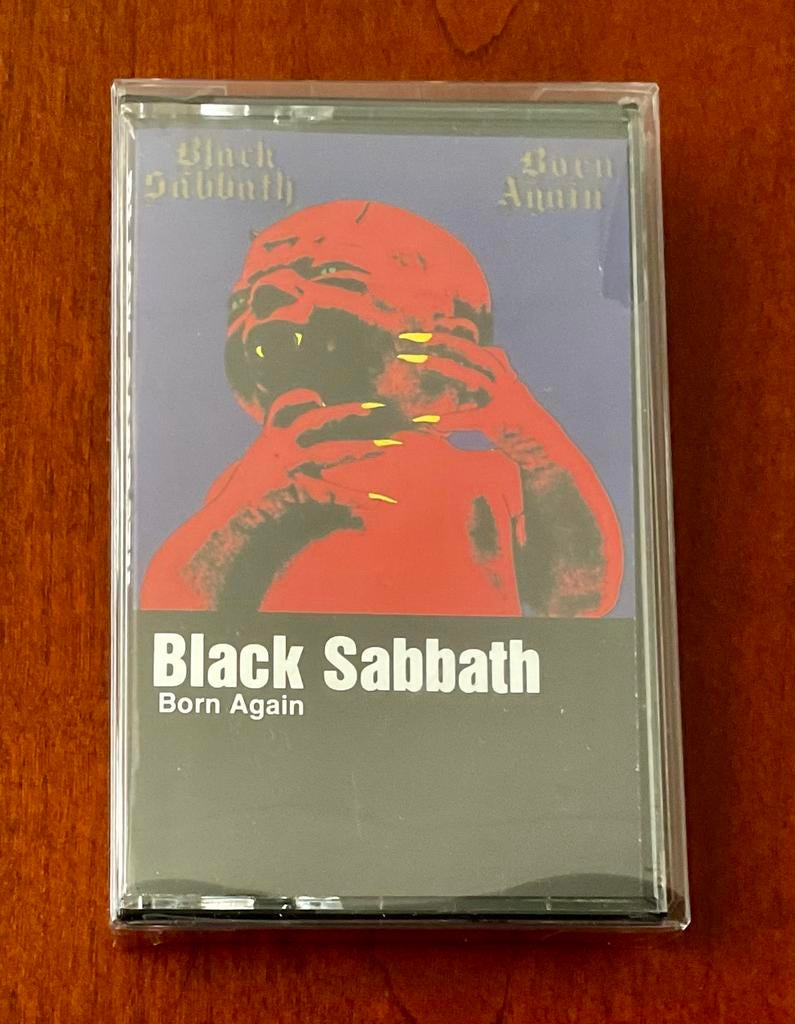 Black
Sabbath
Born
Again
Black Sabbath
Born Again